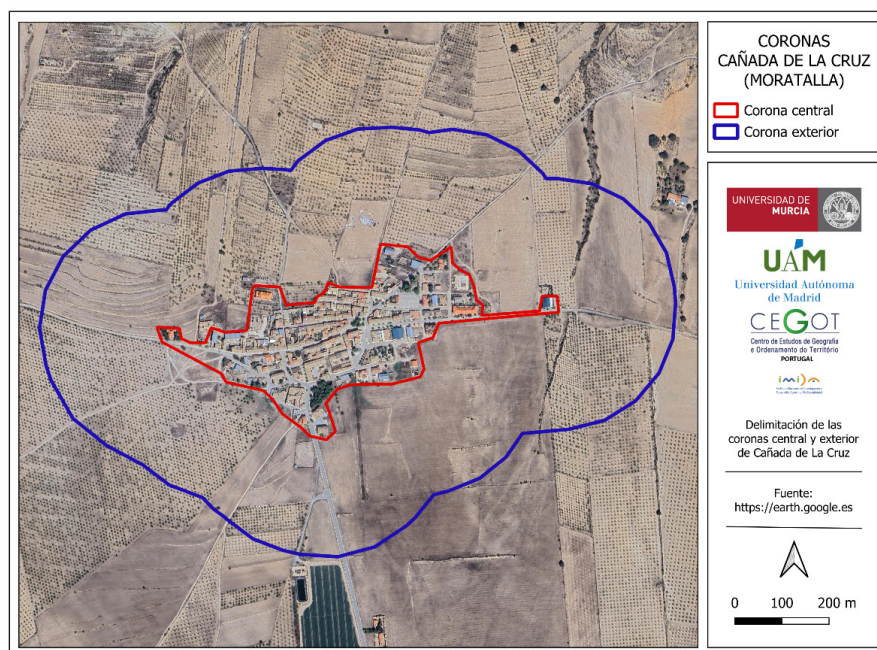 CORONAS
CAÑADA DE LA CRUZ
(MORATALLA)
Corona central
Corona exterior
UNIVERSIDAD DE
MURCIA
UAM
Universidad Autónoma
de Madrid
CEGOT
Centro de Estudos de Geografia
e Ordenamento do Território
PORTUGAL
imida
Delimitación de las
coronas central y exterior
de Cañada de La Cruz
Fuente:
https://earth.google.es
0 100 200 m